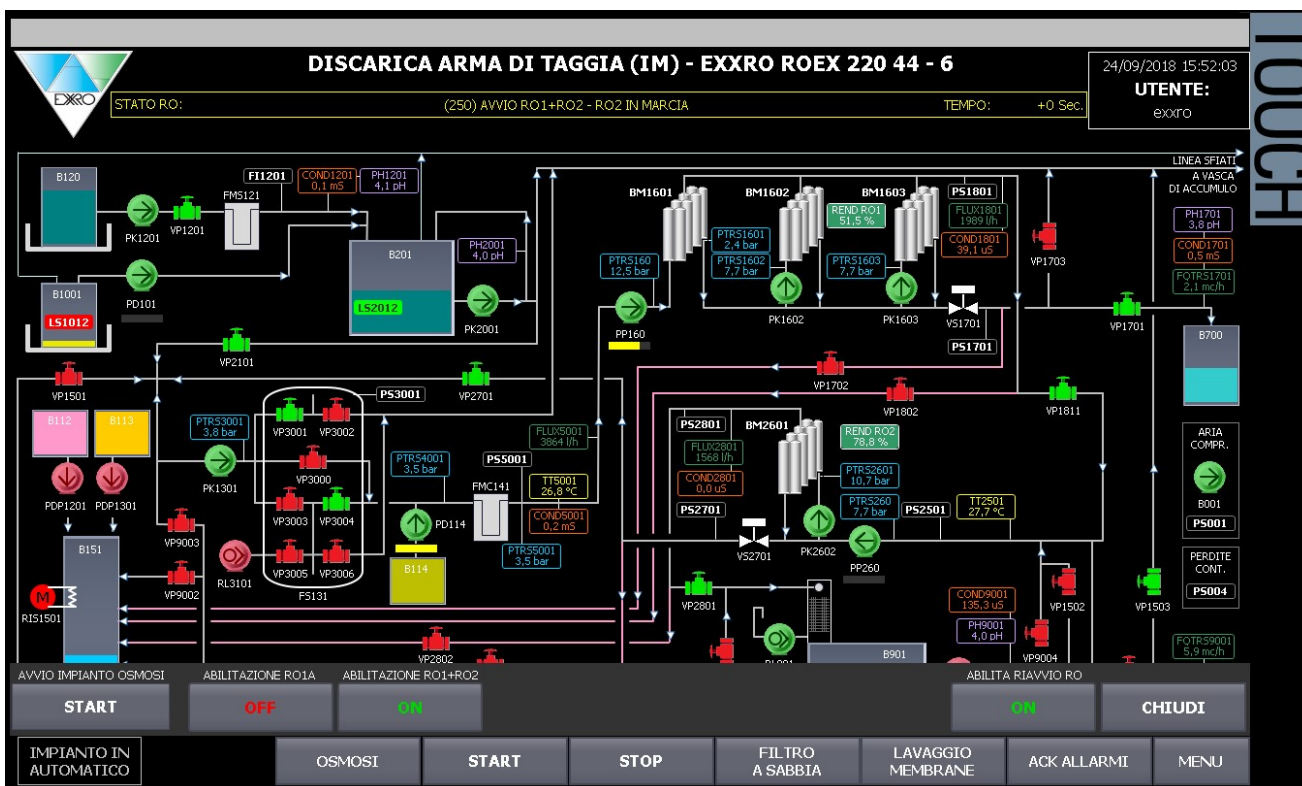 DISCARICA ARMA DI TAGGIA (IM) - EXXRO ROEX 220 44 - 6
24/09/2018 15:52:03
UTENTE:
exxro
TOUCH
EXXRO
STATO RO:
(250) AVVIO RO1+RO2 - RO2 IN MARCIA
TEMPO:
+0 Sec.
LINEA SFIATI
A VASCA
DI ACCUMULO
B120
PK1201
VP1201
FMS121
FI1201
COND1201
0,1 mS
PH1201
4,1 pH
B1001
LS1012
PD101
B201
LS2012
PH2001
4,0 pH
PK2001
BM1601
BM1602
BM1603
PS1801
REND RO1
51,5 %
FLUX1801
1989 l/h
COND1801
39,1 uS
PTRS160
12,5 bar
PTRS1601
2,4 bar
PTRS1602
7,7 bar
PTRS1603
7,7 bar
PP160
PK1602
PK1603
VS1701
PS1701
VP1703
PH1701
3,8 pH
COND1701
0,5 mS
FOTRS1701
2,1 mc/h
VP1701
B700
VP2101
VP1501
VP2701
VP1702
VP1802
VP1811
B112
B113
PDP1201
PDP1301
PTRS3001
3,8 bar
PK1301
PS3001
VP3001
VP3002
VP3000
VP3003
VP3004
VP3005
VP3006
FS131
RL3101
VP9003
VP9002
B151
M
RIS1501
PTRS4001
3,5 bar
PD114
B114
PS5001
FMC141
FLUX5001
3864 l/h
TT5001
26,8 °C
COND5001
0,2 mS
PTRS5001
3,5 bar
PS2801
BM2601
REND RO2
78,8 %
FLUX2801
1568 l/h
COND2801
0,0 uS
PS2701
PTRS2601
10,7 bar
PTRS260
7,7 bar
PS2501
TT2501
27,7 °C
VS2701
PK2602
PP260
VP2801
VP2802
B901
COND9001
135,3 uS
PH9001
4,0 pH
VP1502
VP9004
VP1503
ARIA
COMPR.
B001
PS001
PERDITE
CONT.
PS004
FOTRS9001
5,9 mc/h
AVVIO IMPIANTO OSMOSI
ABILITAZIONE RO1A
ABILITAZIONE RO1+RO2
ABILITA RIAVVIO RO
START
OFF
ON
ON
CHIUDI
IMPIANTO IN
AUTOMATICO
OSMOSI
START
STOP
FILTRO
A SABBIA
LAVAGGIO
MEMBRANE
ACK ALLARMI
MENU